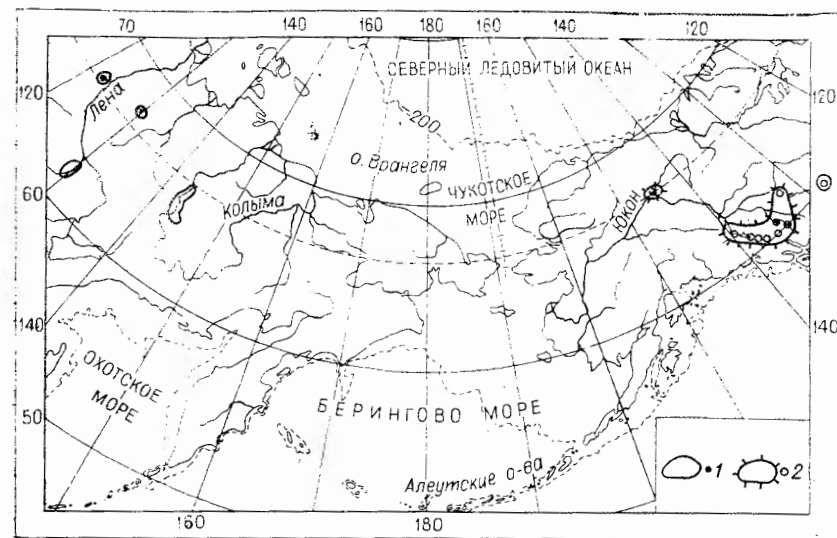 70 140 160 180 160 140 120
СЕВЕРНЫЙ ЛЕДОВИТЫЙ ОКЕАН
120
Лена
-200
120
о. Врангеля
60
Колыма
ЧУКОТСКОЕ
МОРЕ
Юкон
140
140
ОХОТСКОЕ
МОРЕ
50
БЕРИНГОВО МОРЕ
Алеутские о-ва
1 2
160 180